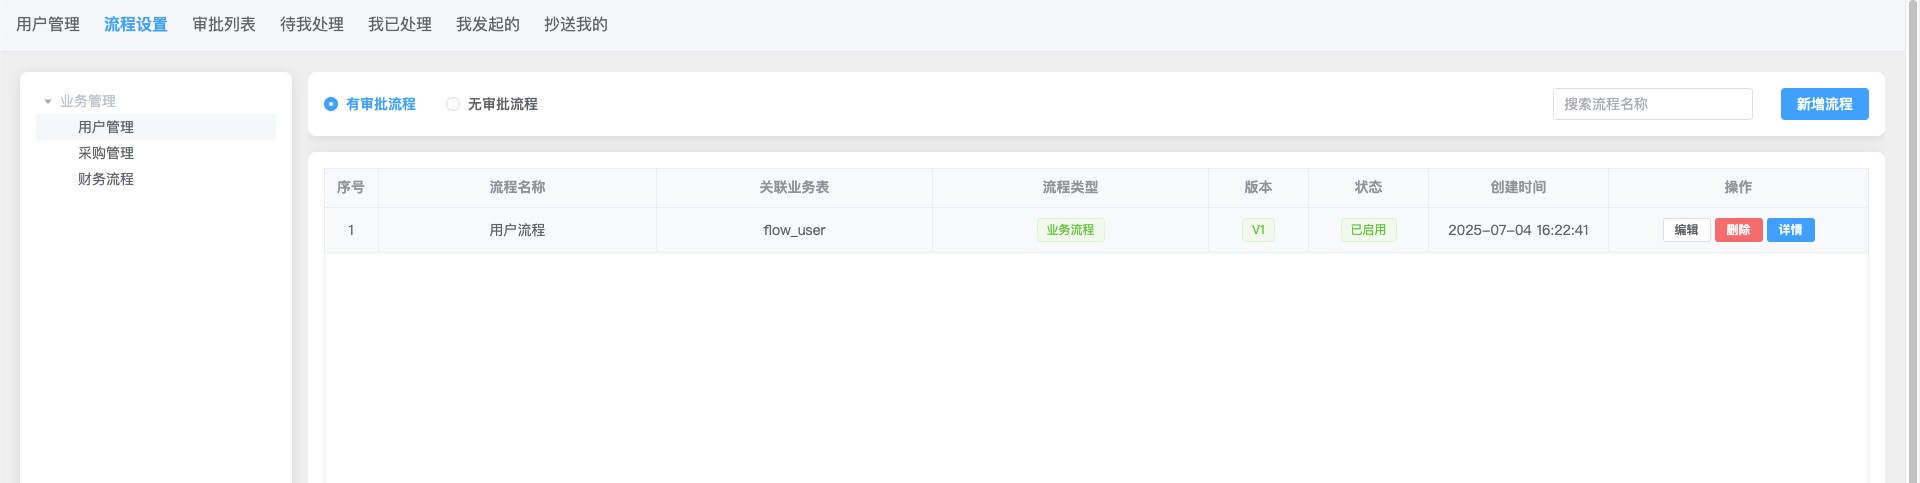 用户管理 流程设置 审批列表 待我处理 我已处理 我发起的 抄送我的
业务管理
用户管理
采购管理
财务流程
有审批流程 无审批流程 搜索流程名称 新增流程
序号 流程名称 关联业务表 流程类型 版本 状态 创建时间 操作
1 用户流程 flow_user 业务流程 V1 已启用 2025-07-04 16:22:41 编辑 删除 详情